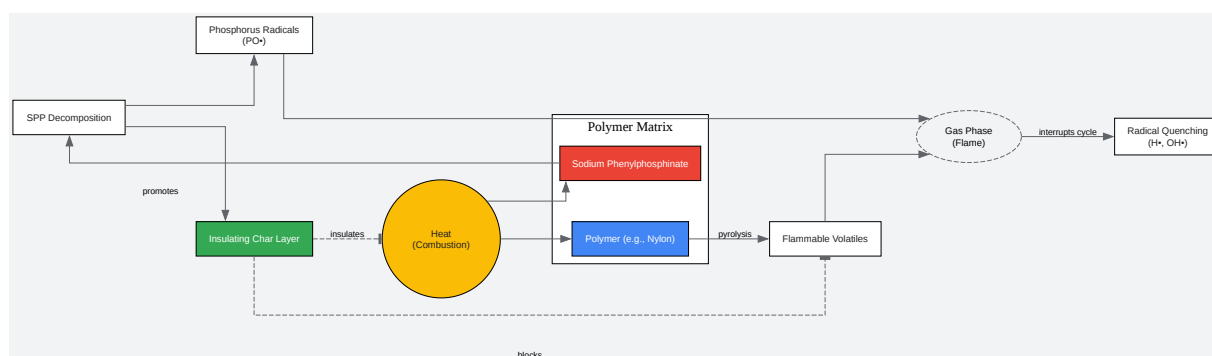 Phosphorus Radicals
(PO•)
SPP Decomposition
Polymer Matrix
Gas Phase
(Flame)
interrupts cycle
Radical Quenching
(H•, OH•)
Sodium Phenylphosphinate
promotes
Insulating Char Layer
insulates
Heat
(Combustion)
Polymer (e.g., Nylon)
pyrolysis
Flammable Volatiles
blocks